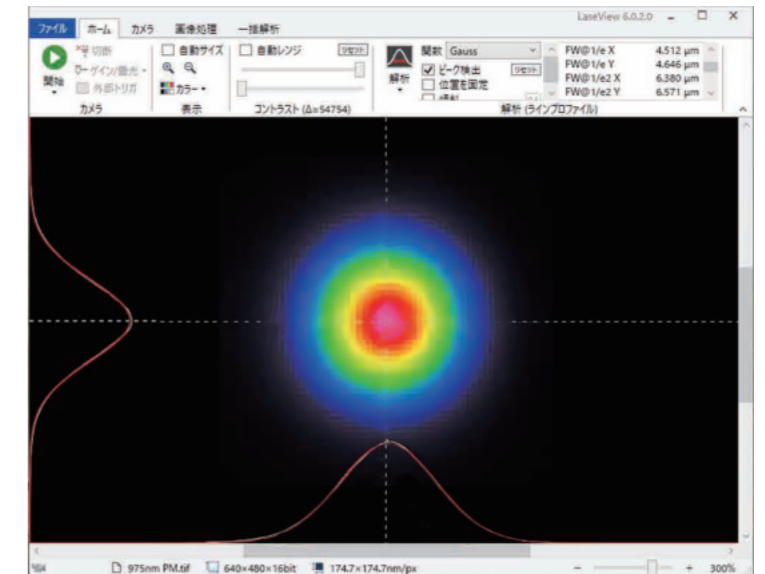 LaseView 6.0.2.0
ファイル ホーム カメラ 画像処理 一括解析
切断 自動サイズ 自動レンジ リセット 関数 Gauss FW@1/e X 4.512 μm
開始 ゲイン/露光 解析 ピーク検出 リセット FW@1/e Y 4.646 μm
外部トリガ カラー 位置を固定 FW@1/e2 X 6.380 μm
FW@1/e2 Y 6.571 μm
カメラ 表示 コントラスト (Δ=54754) 解析 (ラインプロファイル)
975nm PM.tif 640×480×16bit 174.7×174.7nm/px 300%